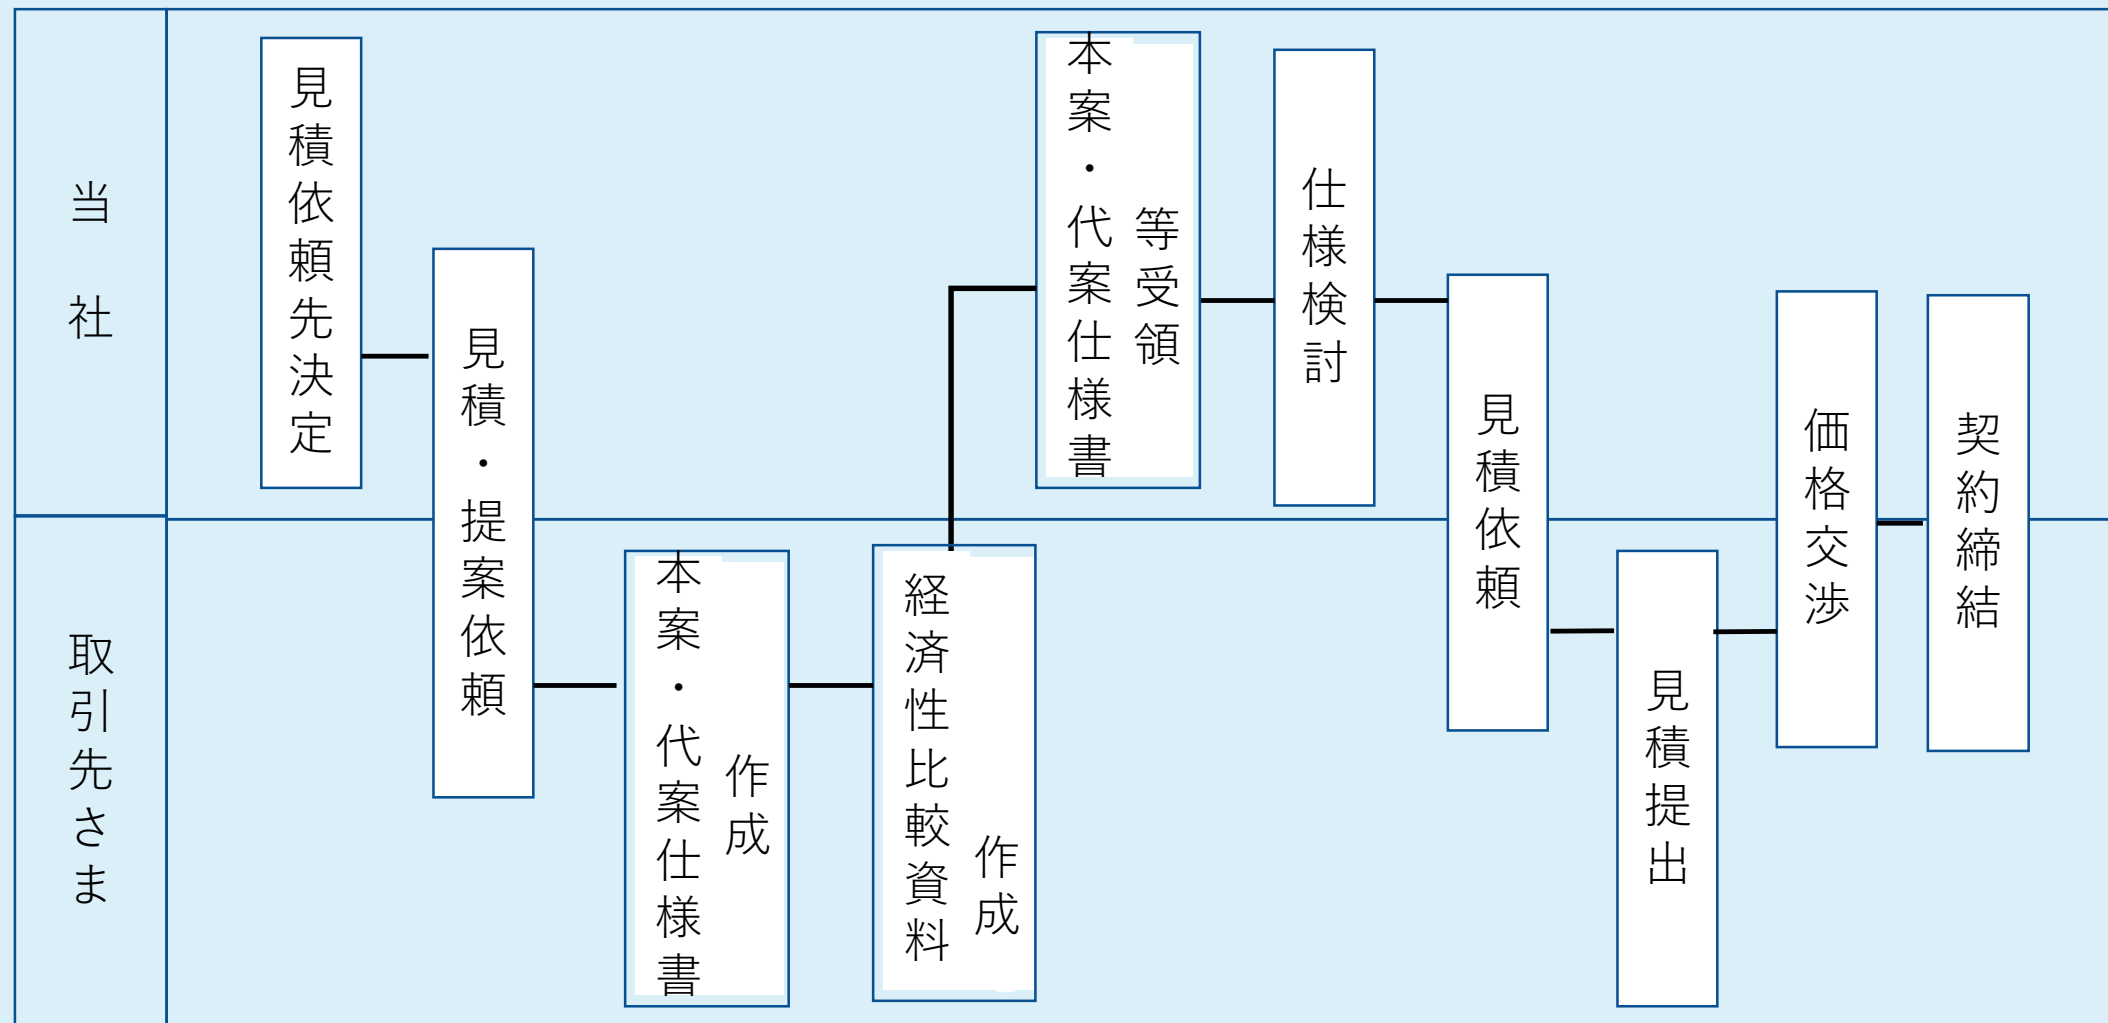 当社
見積依頼先決定
見積・提案依頼
本案・代案仕様書
作成
経済性比較資料
作成
本案・代案仕様書
等受領
仕様検討
見積依頼
見積提出
価格交渉
契約締結
取引先さま